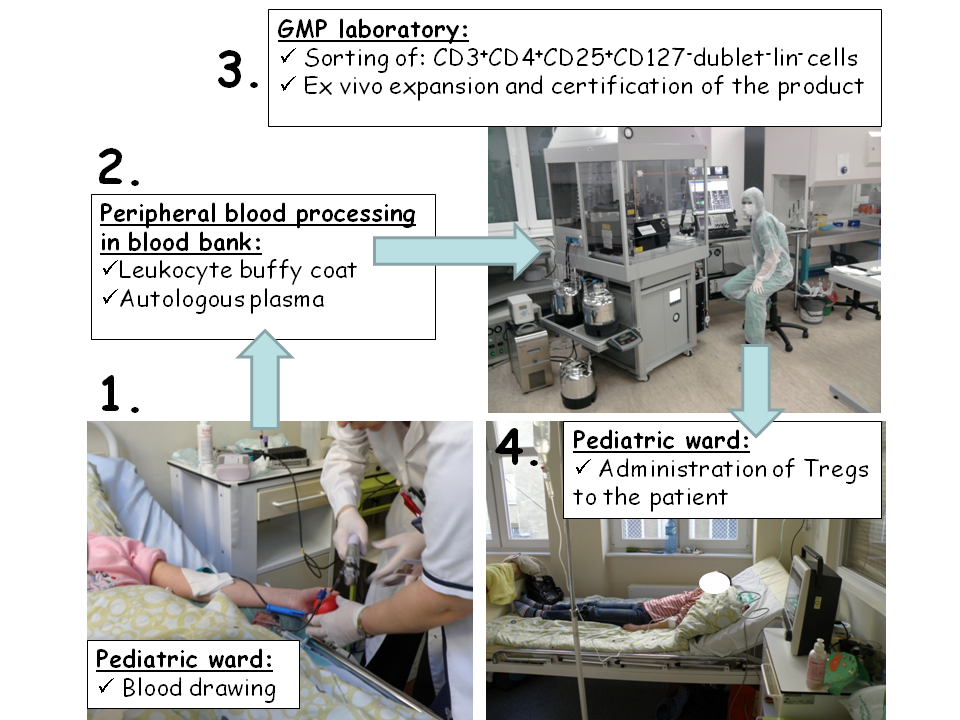 3.
GMP laboratory:
✓ Sorting of: CD3⁺CD4⁺CD25⁺CD127⁻dublet⁻lin⁻ cells
✓ Ex vivo expansion and certification of the product
2.
Peripheral blood processing
in blood bank:
✓Leukocyte buffy coat
✓Autologous plasma
1.
Pediatric ward:
✓ Blood drawing
4.
Pediatric ward:
✓ Administration of Tregs
to the patient